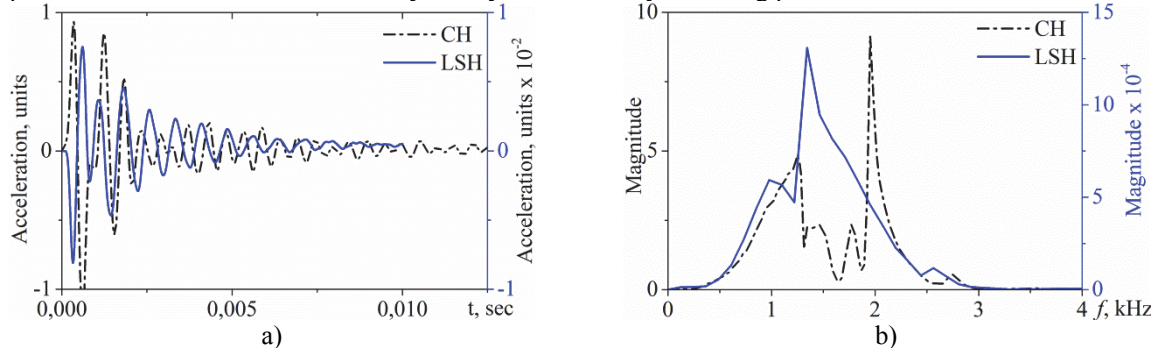 1
CH
LSH
1
Acceleration, units
0
0
Acceleration, units x 10⁻²
-1
-1
0,000
0,005
0,010
t, sec
a)
10
CH
LSH
15
Magnitude
5
10
Magnitude x 10⁻⁴
5
0
0
0
1
2
3
4
f, kHz
b)